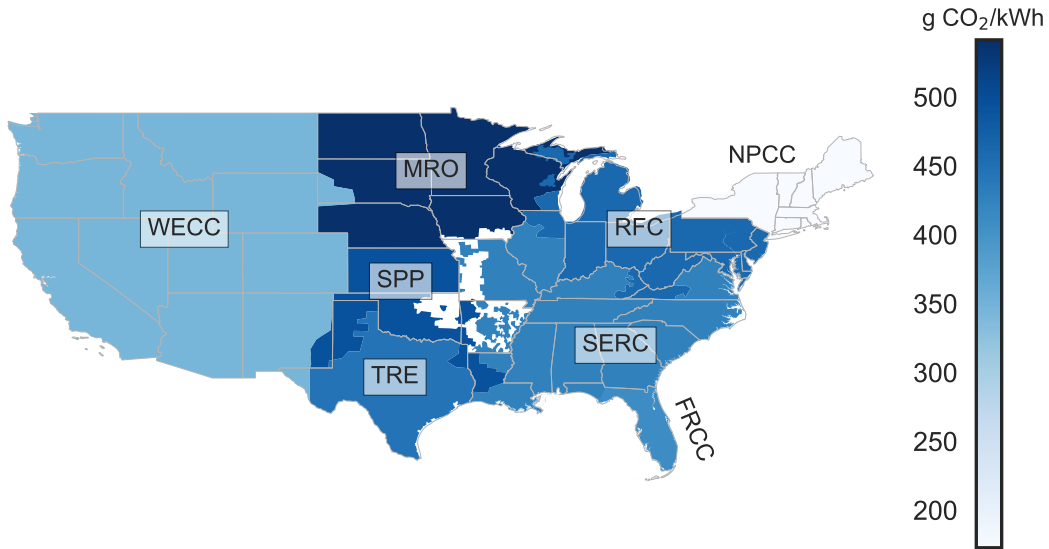 g CO₂/kWh
500
450
400
350
300
250
200
NPCC
MRO
WECC
RFC
SPP
SERC
TRE
FRCC